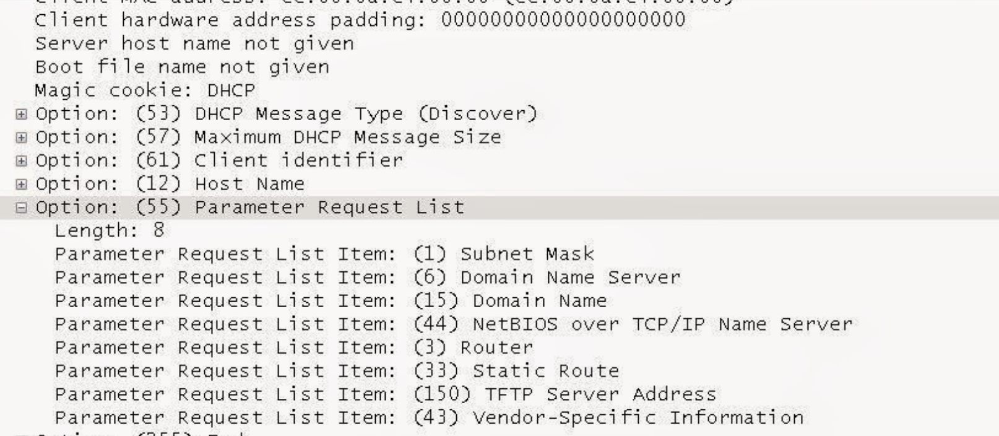 Client hardware address padding: 00000000000000000000
Server host name not given
Boot file name not given
Magic cookie: DHCP
Option: (53) DHCP Message Type (Discover)
Option: (57) Maximum DHCP Message Size
Option: (61) Client identifier
Option: (12) Host Name
Option: (55) Parameter Request List
Length: 8
Parameter Request List Item: (1) Subnet Mask
Parameter Request List Item: (6) Domain Name Server
Parameter Request List Item: (15) Domain Name
Parameter Request List Item: (44) NetBIOS over TCP/IP Name Server
Parameter Request List Item: (3) Router
Parameter Request List Item: (33) Static Route
Parameter Request List Item: (150) TFTP Server Address
Parameter Request List Item: (43) Vendor-Specific Information